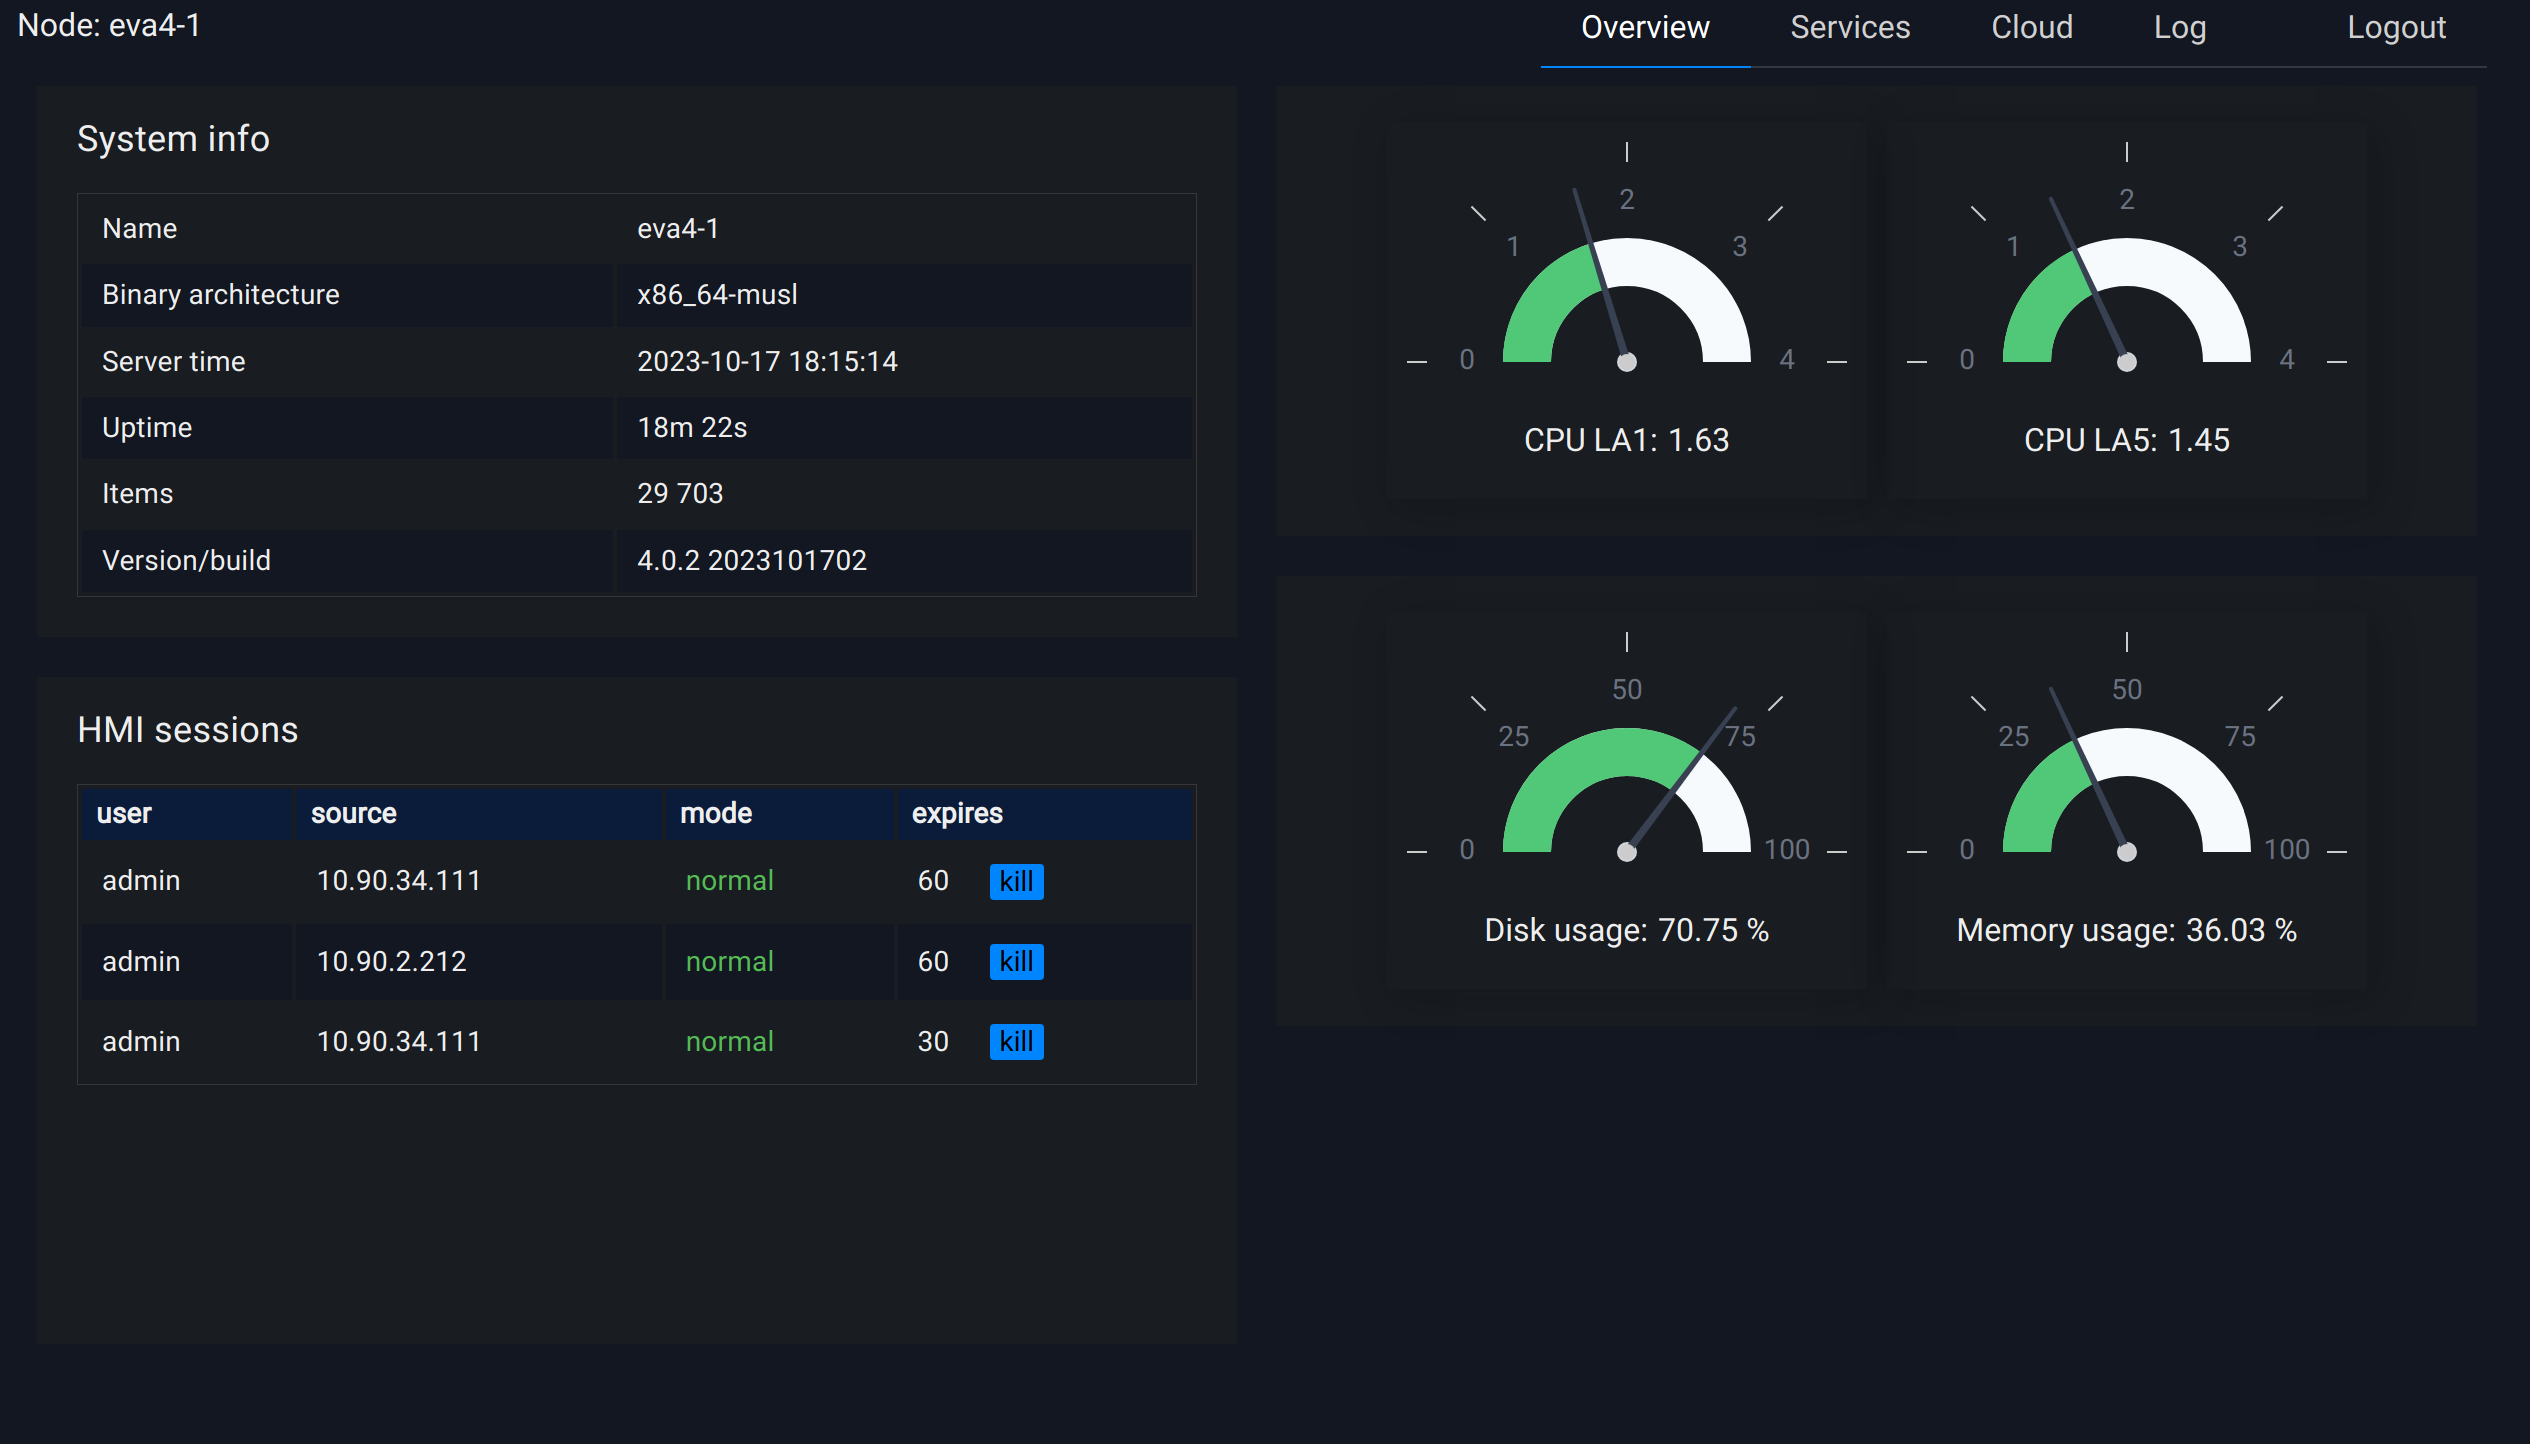 Node: eva4-1
Overview Services Cloud Log Logout
System info
Name eva4-1
Binary architecture x86_64-musl
Server time 2023-10-17 18:15:14
Uptime 18m 22s
Items 29 703
Version/build 4.0.2 2023101702
HMI sessions
user source mode expires
admin 10.90.34.111 normal 60 kill
admin 10.90.2.212 normal 60 kill
admin 10.90.34.111 normal 30 kill
0 1 2 3 4
CPU LA1: 1.63
0 1 2 3 4
CPU LA5: 1.45
0 25 50 75 100
Disk usage: 70.75 %
0 25 50 75 100
Memory usage: 36.03 %